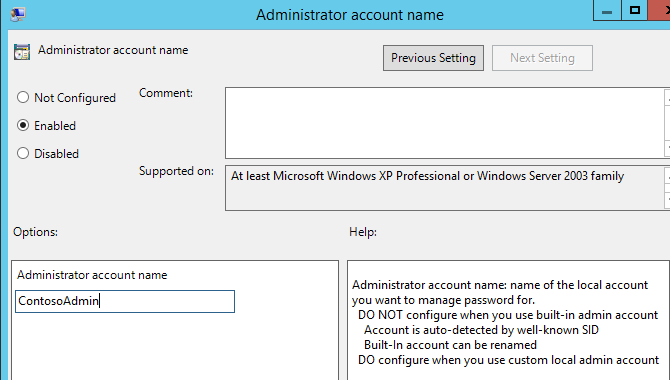 Administrator account name
Administrator account name
Previous Setting
Next Setting
Not Configured
Comment:
Enabled
Disabled
Supported on:
At least Microsoft Windows XP Professional or Windows Server 2003 family
Options:
Help:
Administrator account name
ContosoAdmin
Administrator account name: name of the local account
you want to manage password for.
DO NOT configure when you use built-in admin account
Account is auto-detected by well-known SID
Built-In account can be renamed
DO configure when you use custom local admin account